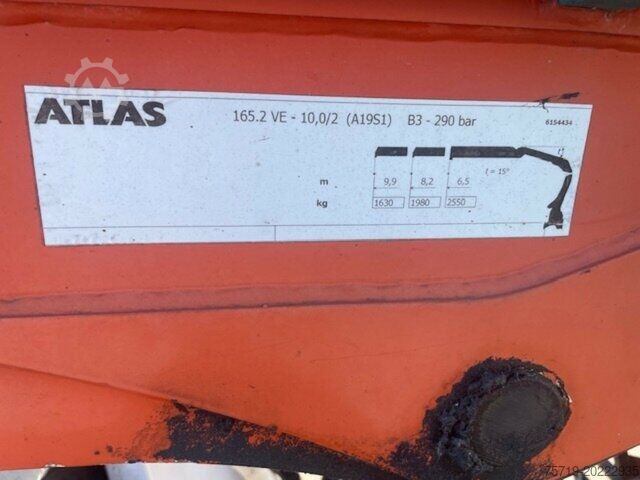 ATLAS 165.2 VE - 10,0/2 (A19S1) B3 - 290 bar 6154434
m 9,9 8,2 6,5 ℓ = 15°
kg 1630 1980 2550
75719-20222935